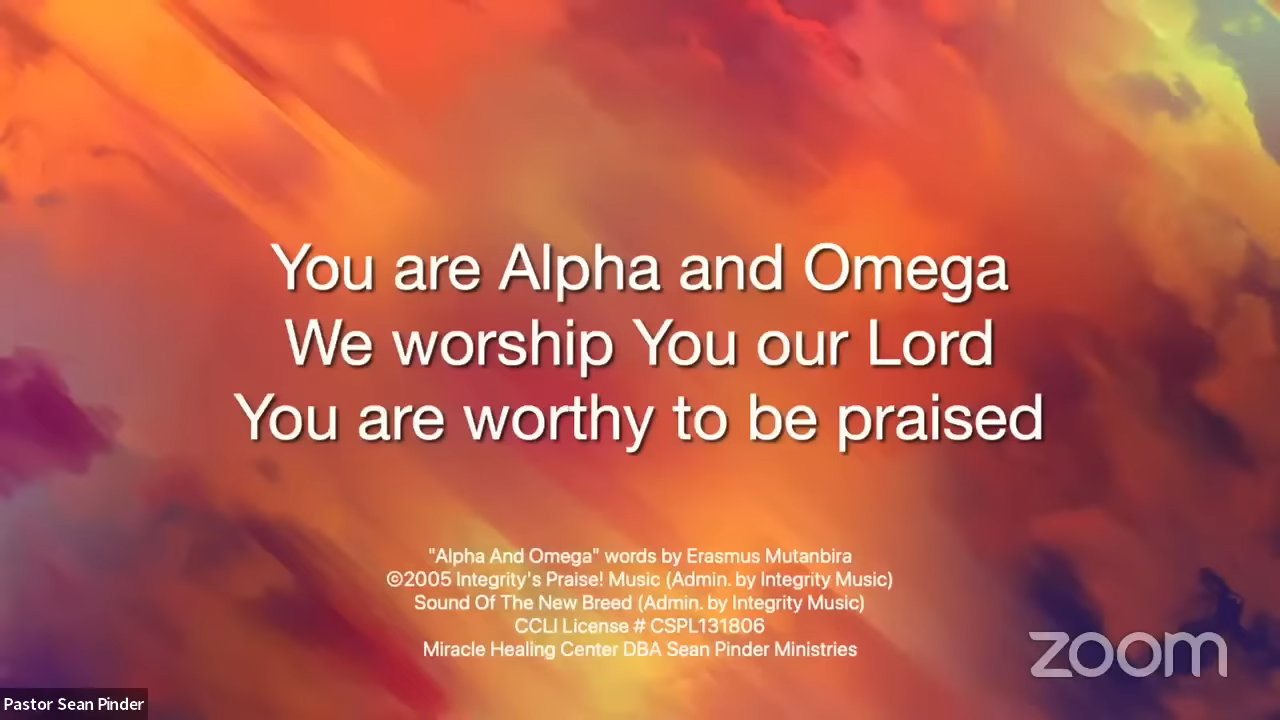 You are Alpha and Omega
We worship You our Lord
You are worthy to be praised
"Alpha And Omega" words by Erasmus Mutanbira
©2005 Integrity's Praise! Music (Admin. by Integrity Music)
Sound Of The New Breed (Admin. by Integrity Music)
CCLI License # CSPL131806
Miracle Healing Center DBA Sean Pinder Ministries
zoom
Pastor Sean Pinder